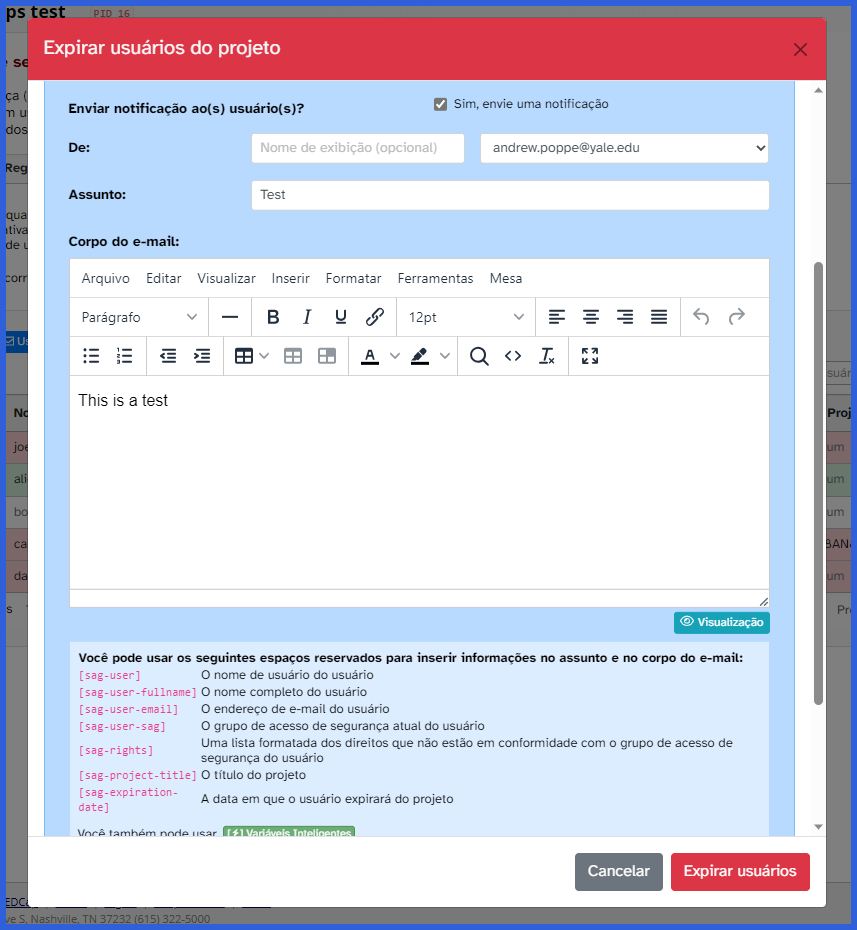 ps test PID 16
Expirar usuários do projeto
Enviar notificação ao(s) usuário(s)? Sim, envie uma notificação
De: Nome de exibição (opcional) andrew.poppe@yale.edu
Assunto: Test
Corpo do e-mail:
Arquivo Editar Visualizar Inserir Formatar Ferramentas Mesa
Parágrafo B I U 12pt
A
This is a test
Visualização
Você pode usar os seguintes espaços reservados para inserir informações no assunto e no corpo do e-mail:
[sag-user] O nome de usuário do usuário
[sag-user-fullname] O nome completo do usuário
[sag-user-email] O endereço de e-mail do usuário
[sag-user-sag] O grupo de acesso de segurança atual do usuário
[sag-rights] Uma lista formatada dos direitos que não estão em conformidade com o grupo de acesso de
segurança do usuário
[sag-project-title] O título do projeto
[sag-expiration-
date] A data em que o usuário expirará do projeto
Você também pode usar [⚡] Variáveis Inteligentes
Cancelar Expirar usuários
ve S, Nashville, TN 37232 (615) 322-5000